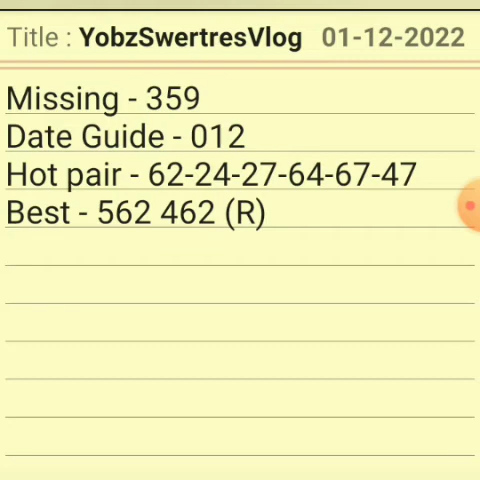 Title : YobzSwertresVlog 01-12-2022
Missing - 359
Date Guide - 012
Hot pair - 62-24-27-64-67-47
Best - 562 462 (R)